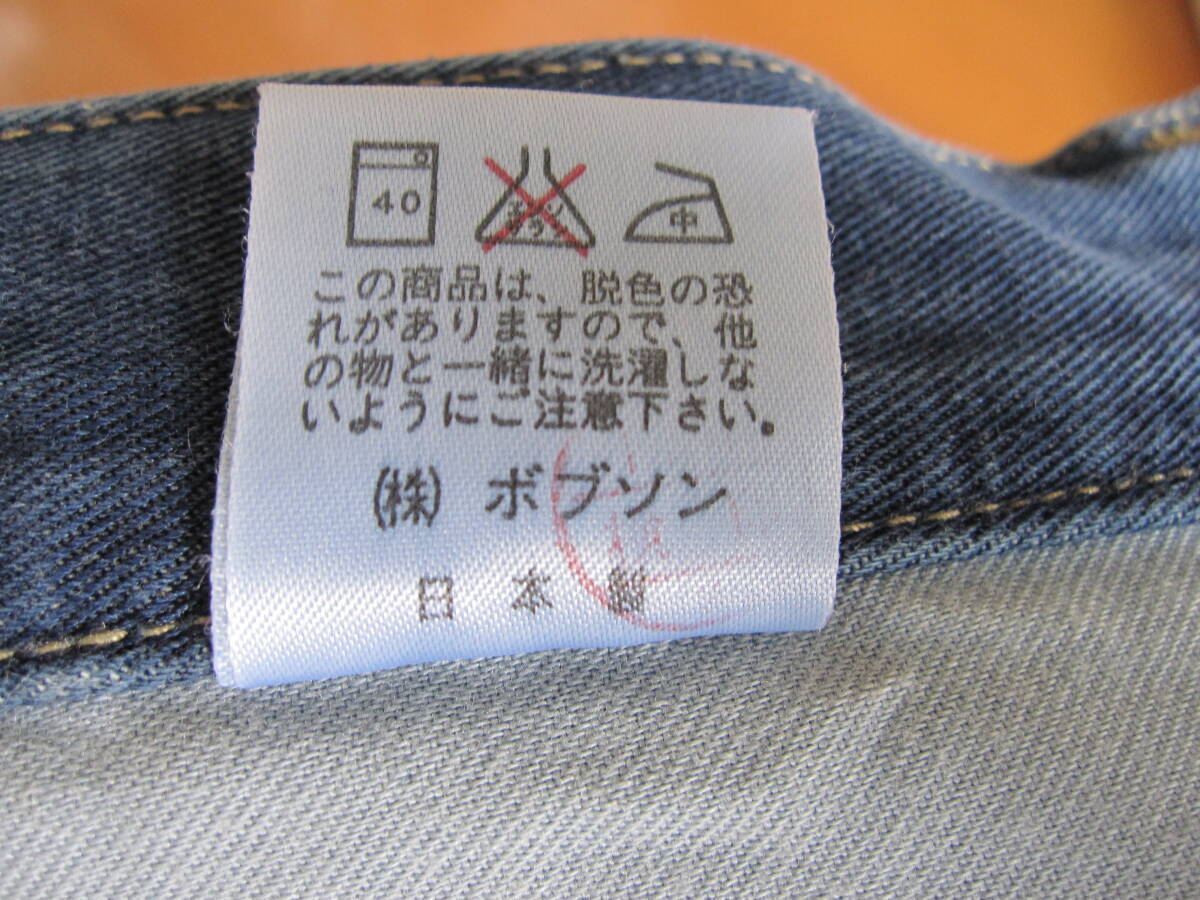 40
中
この商品は、脱色の恐
れがありますので、他
の物と一緒に洗濯しな
いようにご注意下さい。
(株) ボブソン
日本製